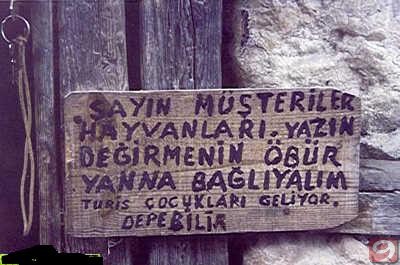 SAYIN MÜŞTERİLER
HAYVANLARI. YAZIN
DEĞİRMENİN ÖBÜR
YANNA BAĞLIYALIM
TURİS ÇOCUKLARI GELİYOR.
DEPEBİLİR